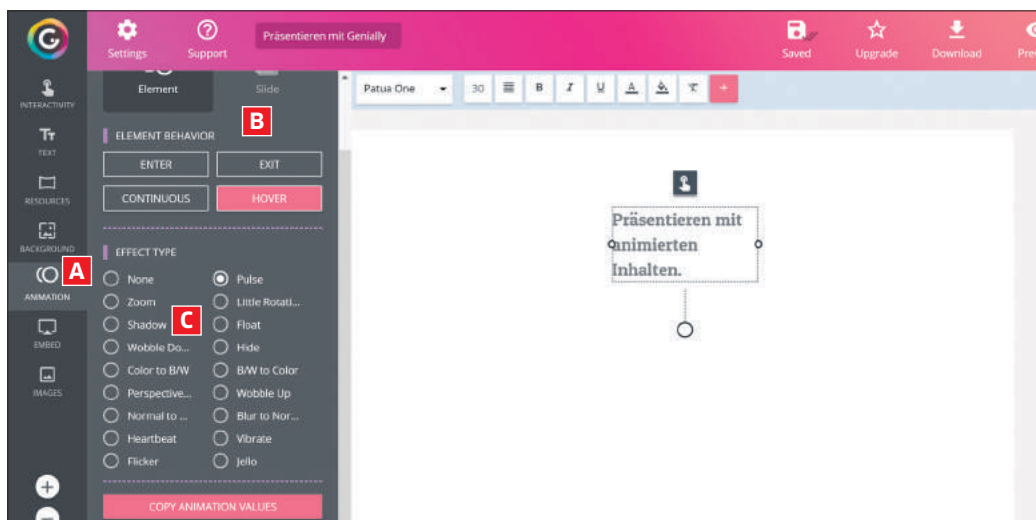 Settings
Support
Präsentieren mit Genially
Saved
Upgrade
Download
INTERACTIVITY
TEXT
RESOURCES
BACKGROUND
A
ANIMATION
EMBED
IMAGES
Element
Slide
B
ELEMENT BEHAVIOR
ENTER EXIT
CONTINUOUS HOVER
EFFECT TYPE
None Pulse
Zoom Little Rotati...
Shadow C Float
Wobble Do... Hide
Color to B/W B/W to Color
Perspective... Wobble Up
Normal to ... Blur to Nor...
Heartbeat Vibrate
Flicker Jello
COPY ANIMATION VALUES
Patua One 30 B I U A
Präsentieren mit
animierten
Inhalten.